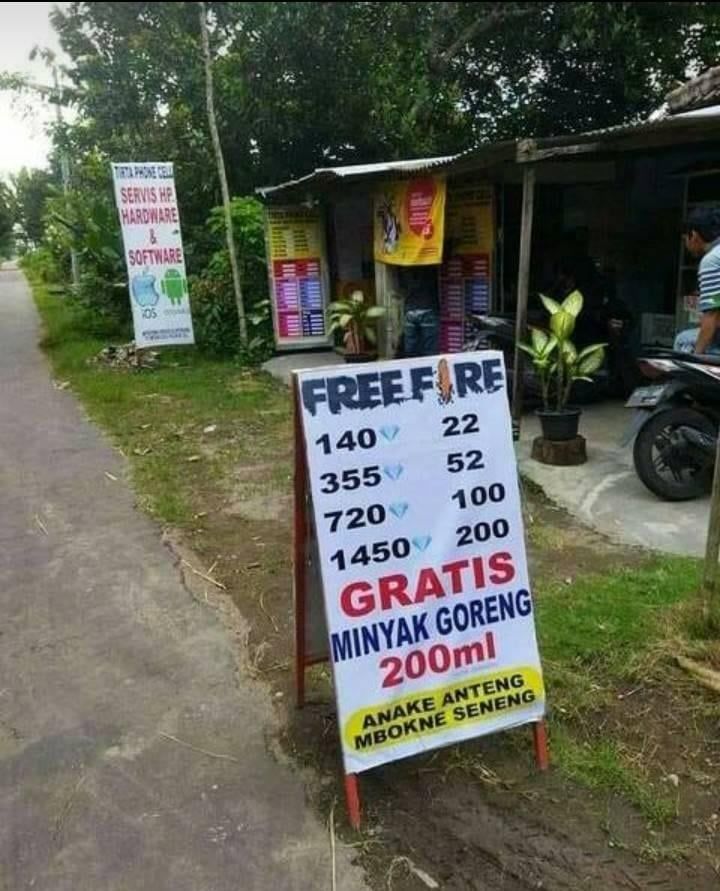 TIRTA PHONE CELL
SERVIS HP.
HARDWARE
&
SOFTWARE
iOS
FREE FIRE
140 22
355 52
720 100
1450 200
GRATIS
MINYAK GORENG
200ml
ANAKE ANTENG
MBOKNE SENENG